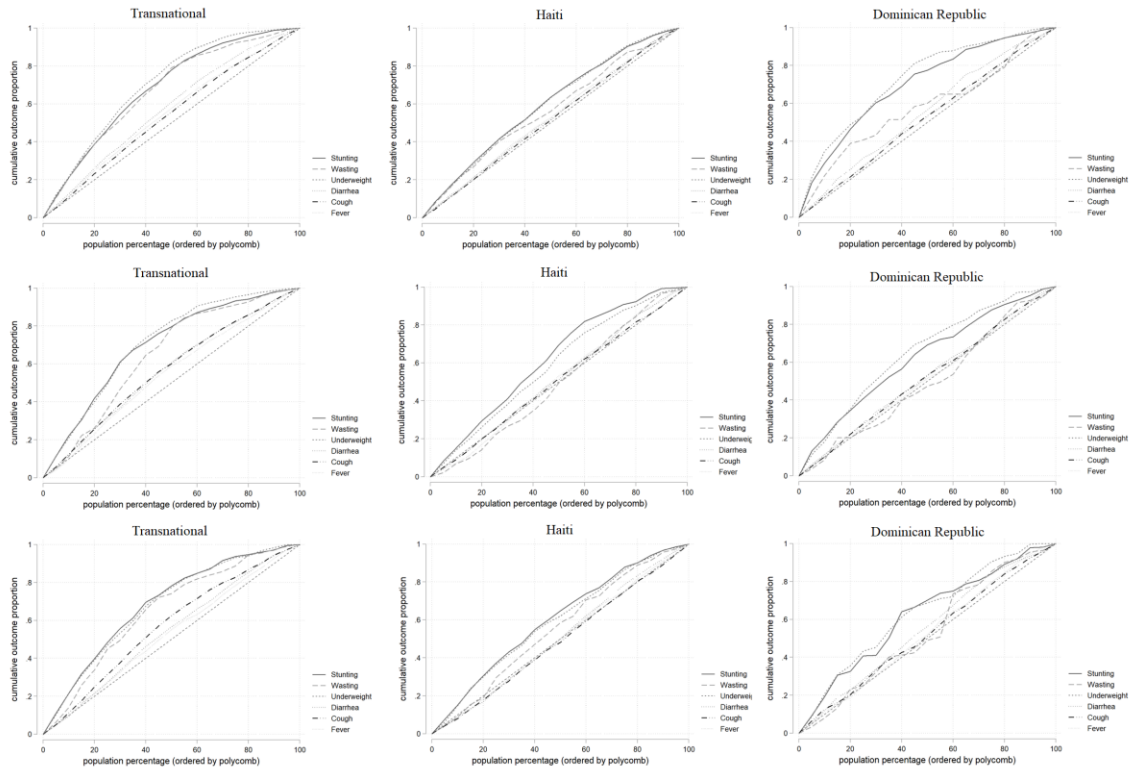 Transnational
cumulative outcome proportion
1
.8
.6
.4
.2
0
0 20 40 60 80 100
population percentage (ordered by polycomb)
Stunting
Wasting
Underweight
Diarrhea
Cough
Fever
Haiti
cumulative outcome proportion
1
.8
.6
.4
.2
0
0 20 40 60 80 100
population percentage (ordered by polycomb)
Stunting
Wasting
Underweight
Diarrhea
Cough
Fever
Dominican Republic
cumulative outcome proportion
1
.8
.6
.4
.2
0
0 20 40 60 80 100
population percentage (ordered by polycomb)
Stunting
Wasting
Underweight
Diarrhea
Cough
Fever
Transnational
cumulative outcome proportion
1
.8
.6
.4
.2
0
0 20 40 60 80 100
population percentage (ordered by polycomb)
Stunting
Wasting
Underweight
Diarrhea
Cough
Fever
Haiti
cumulative outcome proportion
1
.8
.6
.4
.2
0
0 20 40 60 80 100
population percentage (ordered by polycomb)
Stunting
Wasting
Underweig
Diarrhea
Cough
Fever
Dominican Republic
cumulative outcome proportion
1
.8
.6
.4
.2
0
0 20 40 60 80 100
population percentage (ordered by polycomb)
Stunting
Wasting
Underweight
Diarrhea
Cough
Fever
Transnational
cumulative outcome proportion
1
.8
.6
.4
.2
0
0 20 40 60 80 100
population percentage (ordered by polycomb)
Stunting
Wasting
Underweight
Diarrhea
Cough
Fever
Haiti
cumulative outcome proportion
1
.8
.6
.4
.2
0
0 20 40 60 80 100
population percentage (ordered by polycomb)
Stunting
Wasting
Underweig
Diarrhea
Cough
Fever
Dominican Republic
cumulative outcome proportion
1
.8
.6
.4
.2
0
0 20 40 60 80 100
population percentage (ordered by polycomb)
Stunting
Wasting
Underweight
Diarrhea
Cough
Fever